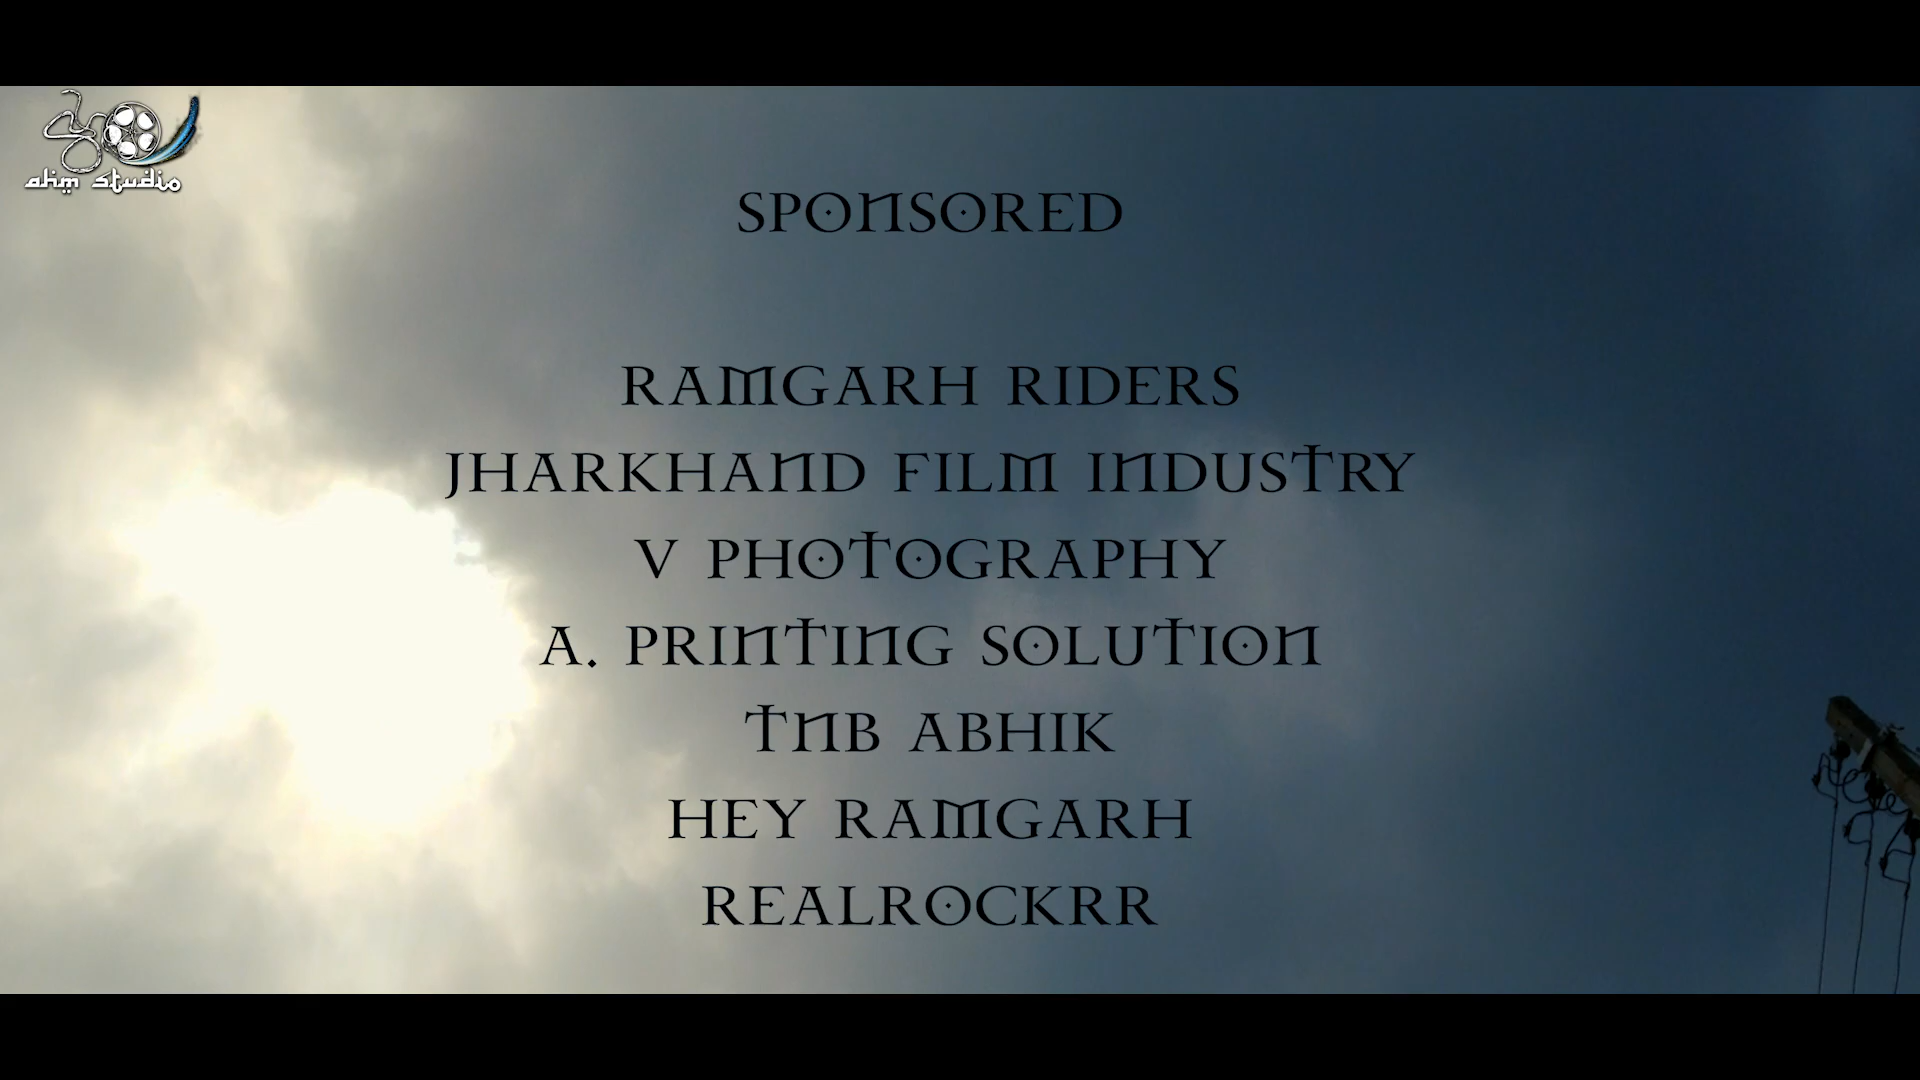 ahm studio
SPONSORED
RAMGARH RIDERS
JHARKHAND FILM INDUSTRY
V PHOTOGRAPHY
A. PRINTING SOLUTION
TNB ABHIK
HEY RAMGARH
REALROCKRR